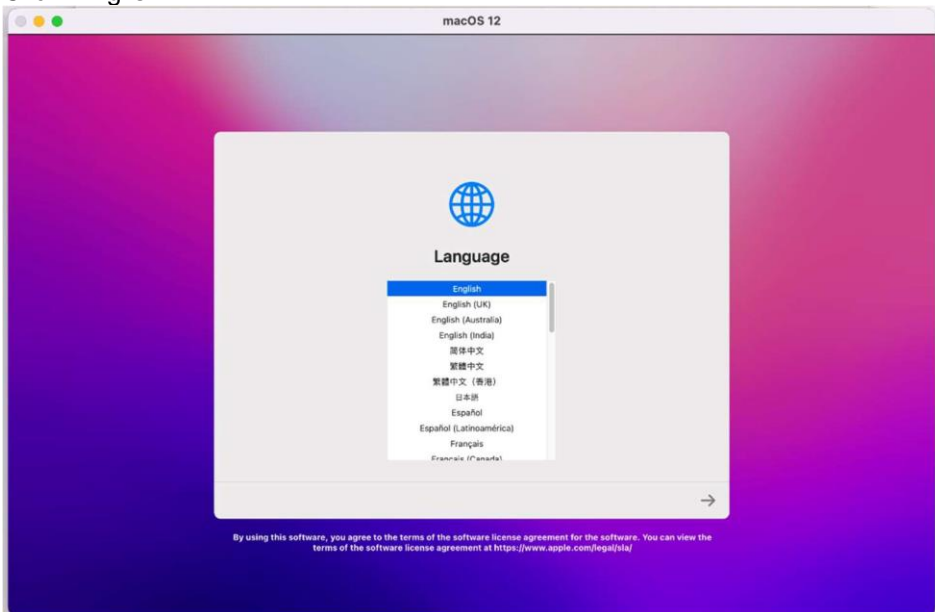 macOS 12
Language
English
English (UK)
English (Australia)
English (India)
简体中文
繁體中文
繁體中文（香港）
日本語
Español
Español (Latinoamérica)
Français
Français (Canada)
By using this software, you agree to the terms of the software license agreement for the software. You can view the
terms of the software license agreement at https://www.apple.com/legal/sla/